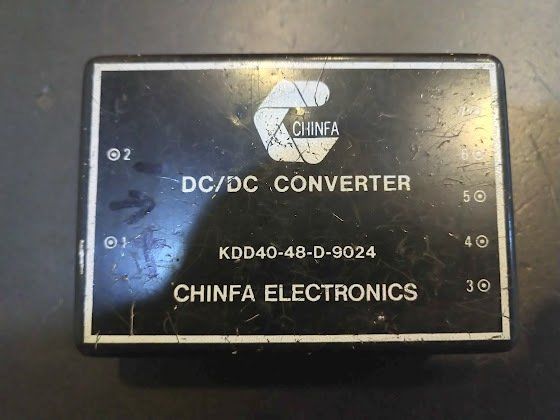 CHINFA
2
6
DC/DC CONVERTER
5
1
4
KDD40-48-D-9024
3
CHINFA ELECTRONICS